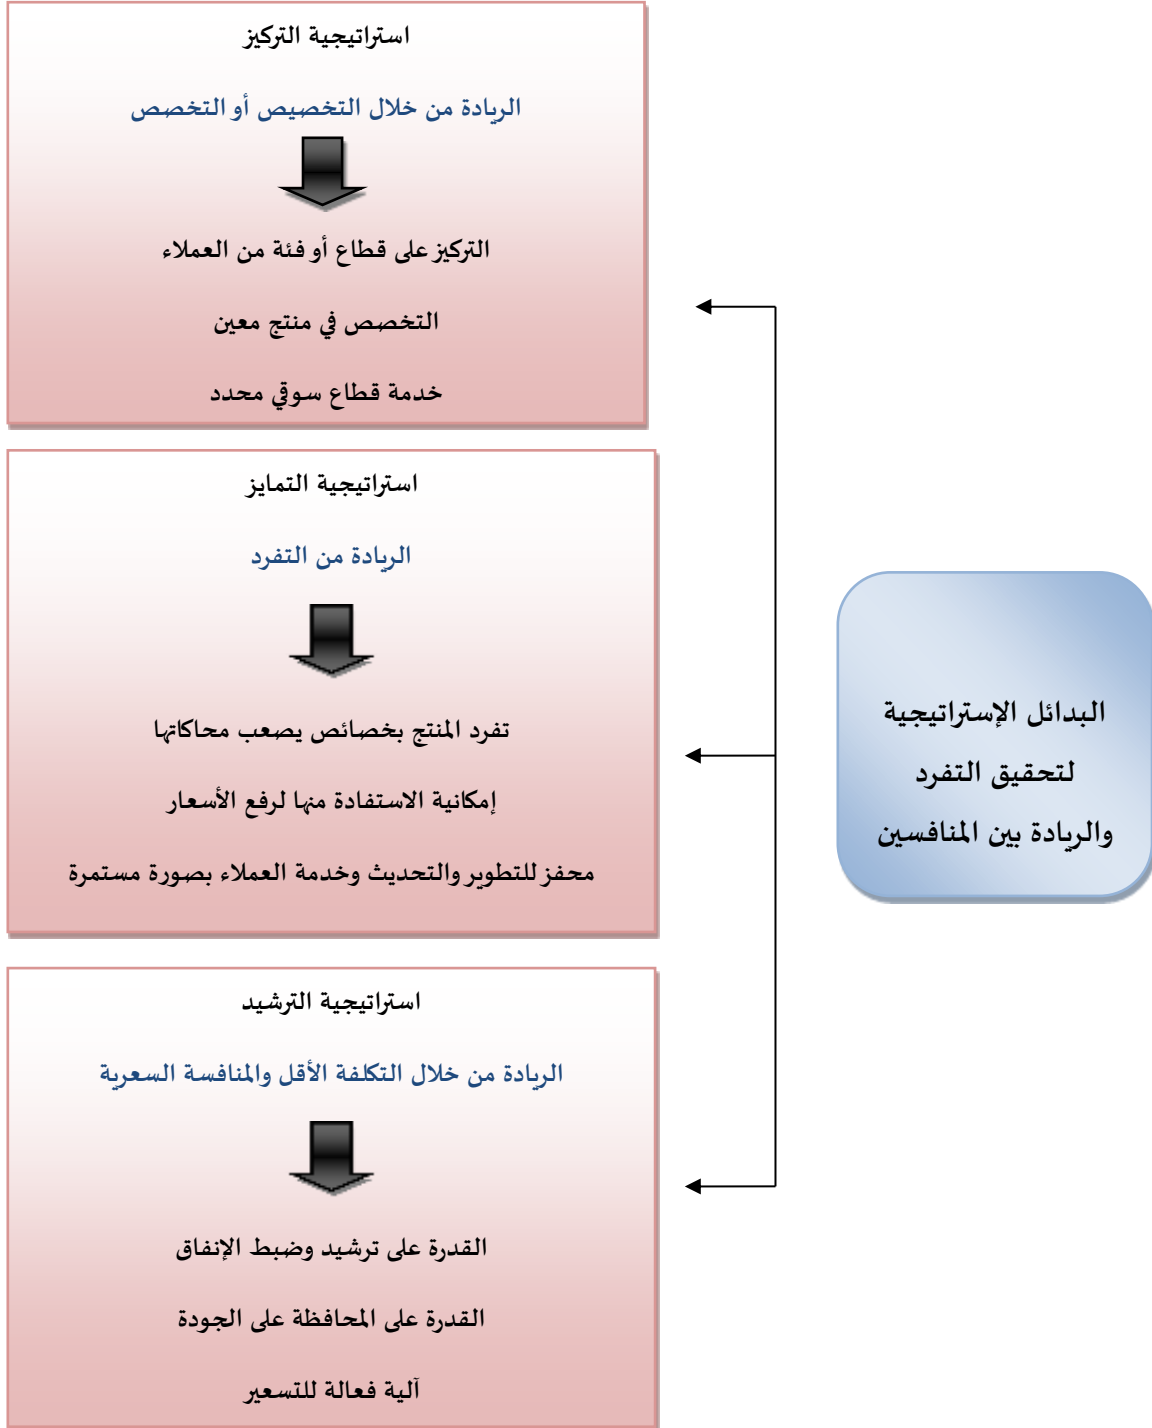 استراتيجية التركيز
الريادة من خلال التخصيص أو التخصص
التركيز على قطاع أو فئة من العملاء
التخصص في منتج معين
خدمة قطاع سوقي محدد
استراتيجية التمايز
الريادة من التفرد
تفرد المنتج بخصائص يصعب محاكاتها
إمكانية الاستفادة منها لرفع الأسعار
محفز للتطوير والتحديث وخدمة العملاء بصورة مستمرة
البدائل الإستراتيجية
لتحقيق التفرد
والريادة بين المنافسين
استراتيجية الترشيد
الريادة من خلال التكلفة الأقل والمنافسة السعرية
القدرة على ترشيد وضبط الإنفاق
القدرة على المحافظة على الجودة
آلية فعالة للتسعير